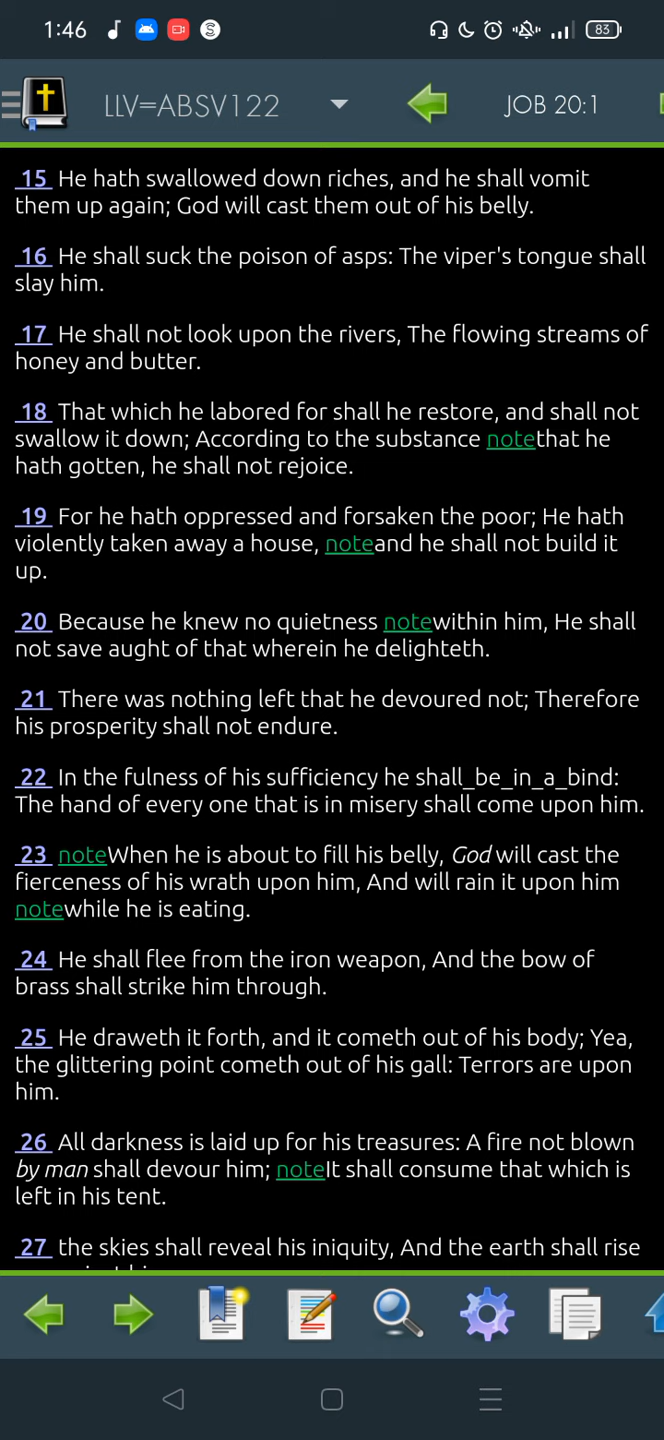 1:46
83
LLV=ABSV122
JOB 20:1
15 He hath swallowed down riches, and he shall vomit
them up again; God will cast them out of his belly.
16 He shall suck the poison of asps: The viper's tongue shall
slay him.
17 He shall not look upon the rivers, The flowing streams of
honey and butter.
18 That which he labored for shall he restore, and shall not
swallow it down; According to the substance notethat he
hath gotten, he shall not rejoice.
19 For he hath oppressed and forsaken the poor; He hath
violently taken away a house, noteand he shall not build it
up.
20 Because he knew no quietness notewithin him, He shall
not save aught of that wherein he delighteth.
21 There was nothing left that he devoured not; Therefore
his prosperity shall not endure.
22 In the fulness of his sufficiency he shall_be_in_a_bind:
The hand of every one that is in misery shall come upon him.
23 noteWhen he is about to fill his belly, God will cast the
fierceness of his wrath upon him, And will rain it upon him
notewhile he is eating.
24 He shall flee from the iron weapon, And the bow of
brass shall strike him through.
25 He draweth it forth, and it cometh out of his body; Yea,
the glittering point cometh out of his gall: Terrors are upon
him.
26 All darkness is laid up for his treasures: A fire not blown
by man shall devour him; noteIt shall consume that which is
left in his tent.
27 the skies shall reveal his iniquity, And the earth shall rise